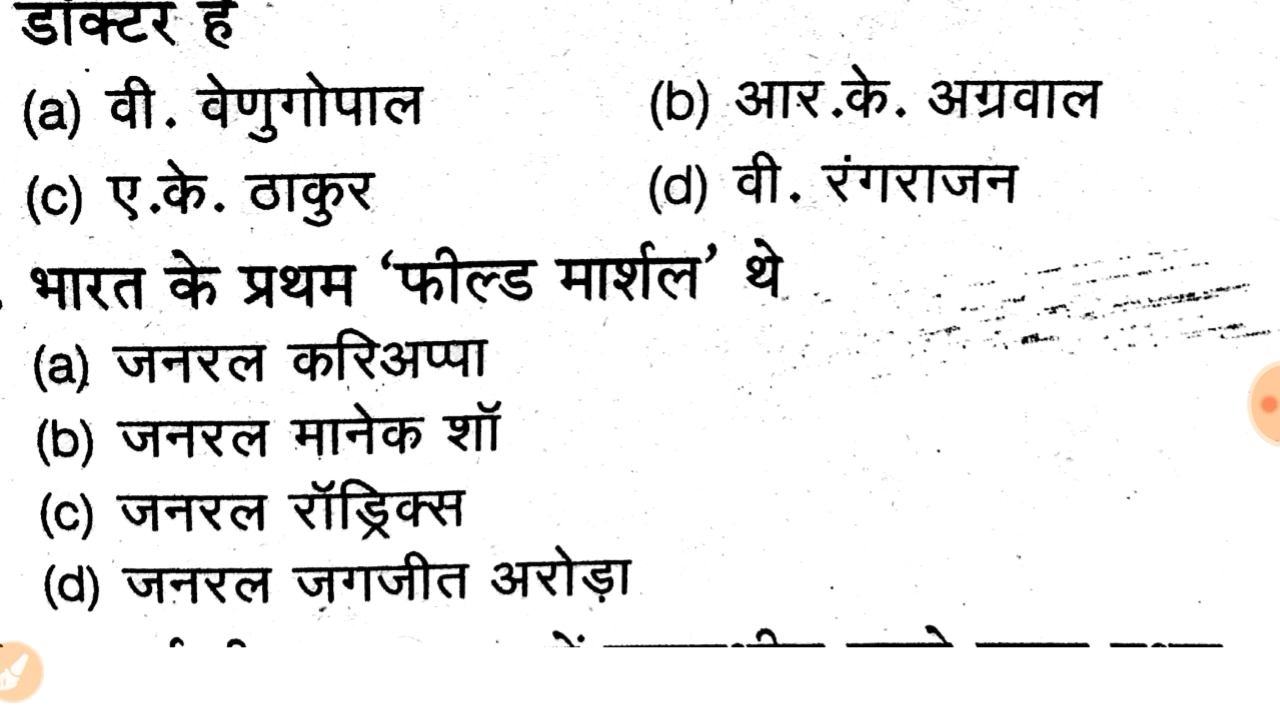 डॉक्टर हैं
(a) वी. वेणुगोपाल (b) आर.के. अग्रवाल
(c) ए.के. ठाकुर (d) वी. रंगराजन
भारत के प्रथम ‘फील्ड मार्शल’ थे
(a) जनरल करिअप्पा
(b) जनरल मानेक शॉ
(c) जनरल रॉड्रिक्स
(d) जनरल जगजीत अरोड़ा